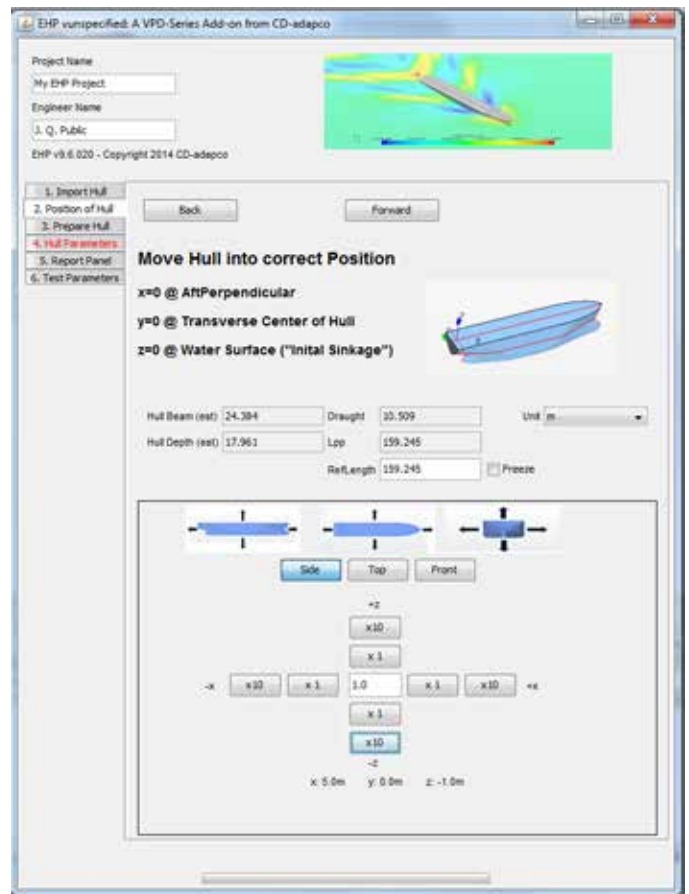 EHP vunspecified: A VPD-Series Add-on from CD-adapco
Project Name
My EHP Project
Engineer Name
J. Q. Public
EHP v9.6.020 - Copyright 2014 CD-adapco
1. Import Hull
2. Position of Hull
3. Prepare Hull
4. Hull Parameters
5. Report Panel
6. Test Parameters
Back Forward
Move Hull into correct Position
x=0 @ AftPerpendicular
y=0 @ Transverse Center of Hull
z=0 @ Water Surface ("Inital Sinkage")
Hull Beam (est) 24.384 Draught 10.509 Unit m
Hull Depth (est) 17.961 Lpp 159.245
RefLength 159.245 Freeze
Side Top Front
+z
x10
x 1
-x x10 x 1 1.0 x 1 x10 +x
x 1
x10
-z
x: 5.0m y: 0.0m z: -1.0m